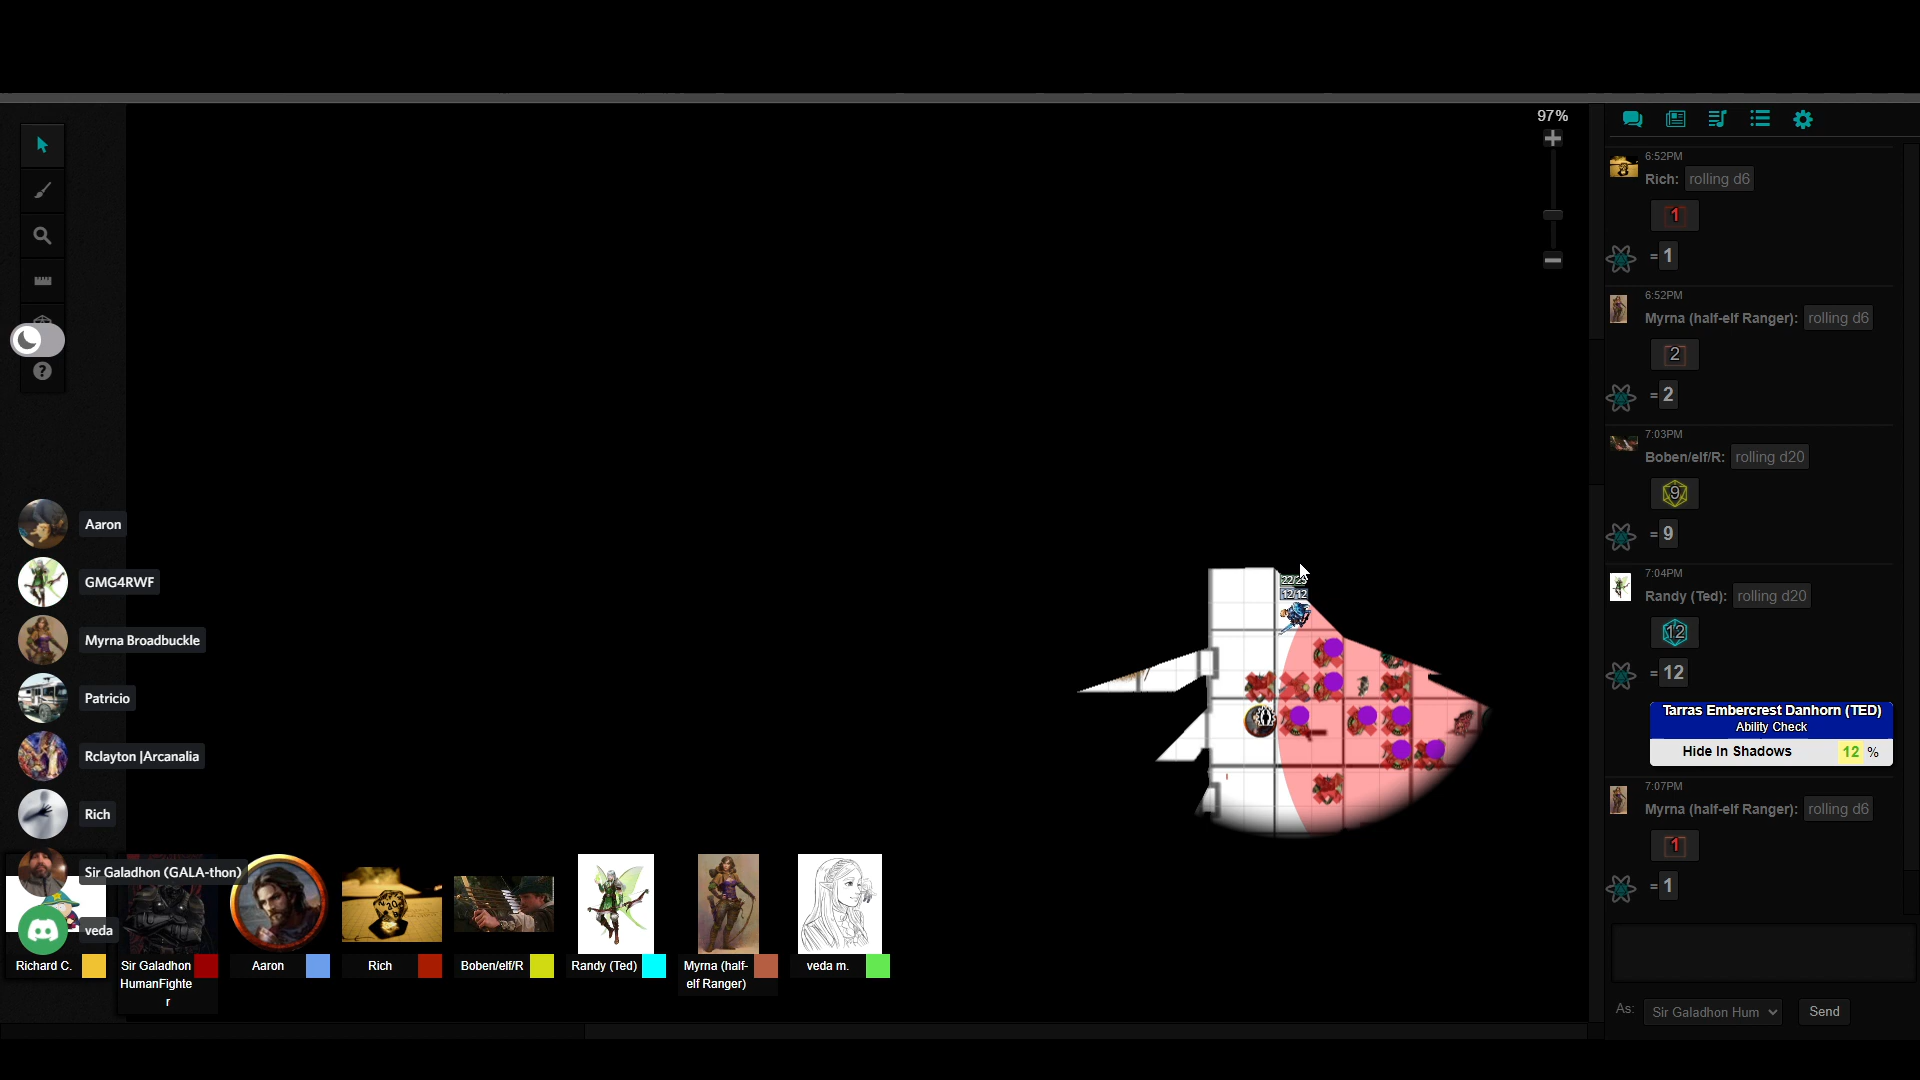 97%
6:52PM
Rich: rolling d6
1
=1
6:52PM
Myrna (half-elf Ranger): rolling d6
2
=2
7:03PM
Boben/elf/R: rolling d20
9
=9
7:04PM
Randy (Ted): rolling d20
12
=12
Tarras Embercrest Danhorn (TED)
Ability Check
Hide In Shadows 12 %
7:07PM
Myrna (half-elf Ranger): rolling d6
1
=1
As: Sir Galadhon Hum Send
?
Aaron
GMG4RWF
Myrna Broadbuckle
Patricio
Rclayton |Arcanalia
Rich
Sir Galadhon (GALA-thon)
veda
12/12
Richard C.
Sir Galadhon
HumanFighte
r
Aaron
Rich
Boben/elf/R
Randy (Ted)
Myrna (half-
elf Ranger)
veda m.